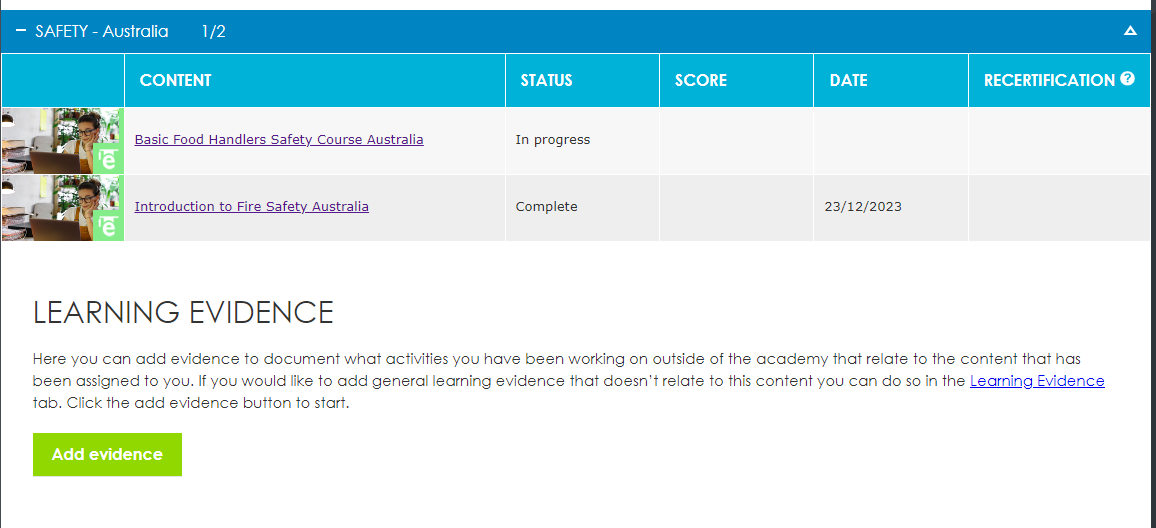 SAFETY - Australia 1/2
CONTENT STATUS SCORE DATE RECERTIFICATION ?
Basic Food Handlers Safety Course Australia In progress
e
Introduction to Fire Safety Australia Complete 23/12/2023
e
LEARNING EVIDENCE
Here you can add evidence to document what activities you have been working on outside of the academy that relate to the content that has
been assigned to you. If you would like to add general learning evidence that doesn’t relate to this content you can do so in the Learning Evidence
tab. Click the add evidence button to start.
Add evidence